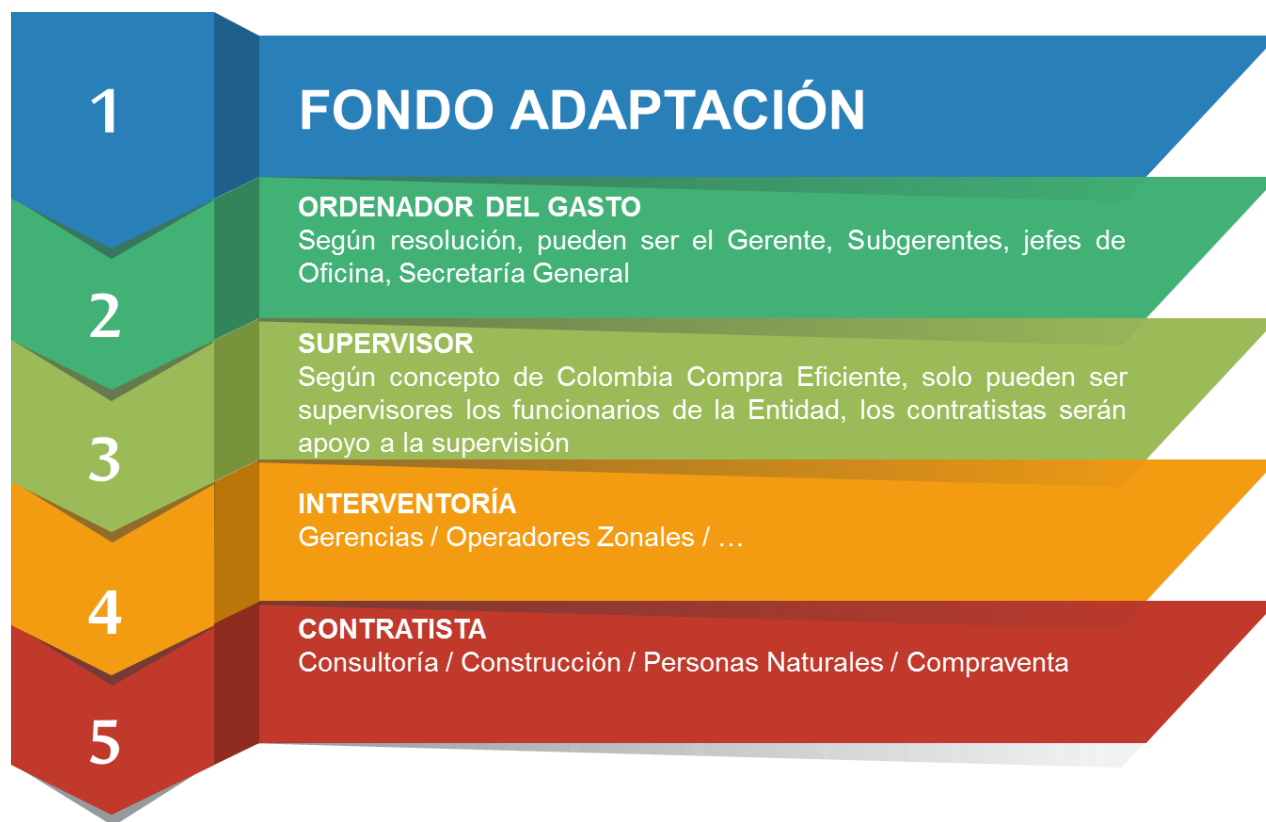 1
FONDO ADAPTACIÓN
2
ORDENADOR DEL GASTO
Según resolución, pueden ser el Gerente, Subgerentes, jefes de
Oficina, Secretaría General
3
SUPERVISOR
Según concepto de Colombia Compra Eficiente, solo pueden ser
supervisores los funcionarios de la Entidad, los contratistas serán
apoyo a la supervisión
4
INTERVENTORÍA
Gerencias / Operadores Zonales / …
5
CONTRATISTA
Consultoría / Construcción / Personas Naturales / Compraventa